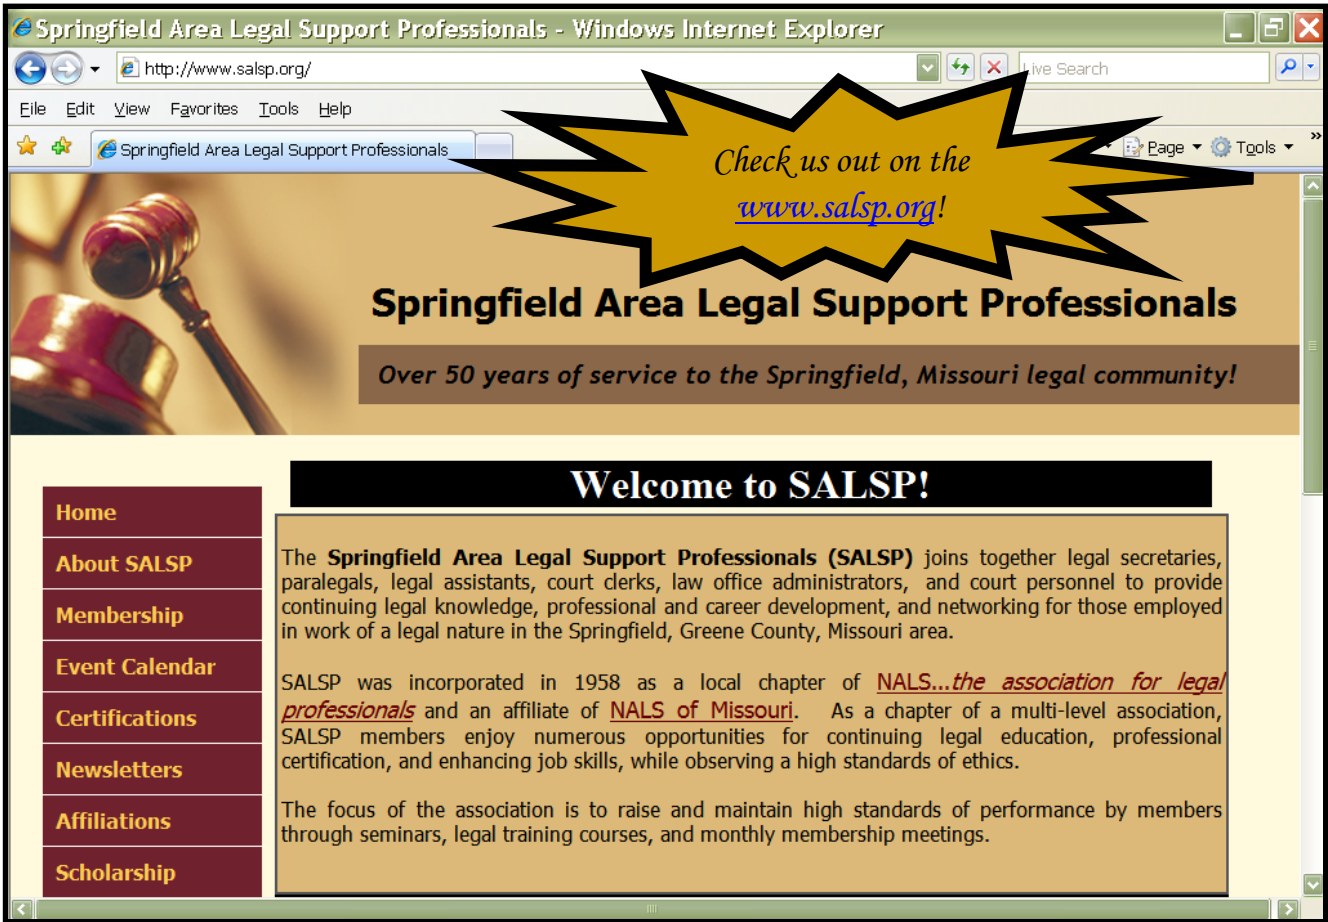 Springfield Area Legal Support Professionals - Windows Internet Explorer
http://www.salsp.org/
Live Search
File Edit View Favorites Tools Help
Springfield Area Legal Support Professionals
Page Tools »
Check us out on the
www.salsp.org!
Springfield Area Legal Support Professionals
Over 50 years of service to the Springfield, Missouri legal community!
Welcome to SALSP!
Home
About SALSP
Membership
Event Calendar
Certifications
Newsletters
Affiliations
Scholarship
The Springfield Area Legal Support Professionals (SALSP) joins together legal secretaries,
paralegals, legal assistants, court clerks, law office administrators, and court personnel to provide
continuing legal knowledge, professional and career development, and networking for those employed
in work of a legal nature in the Springfield, Greene County, Missouri area.
SALSP was incorporated in 1958 as a local chapter of NALS...the association for legal
professionals and an affiliate of NALS of Missouri. As a chapter of a multi-level association,
SALSP members enjoy numerous opportunities for continuing legal education, professional
certification, and enhancing job skills, while observing a high standards of ethics.
The focus of the association is to raise and maintain high standards of performance by members
through seminars, legal training courses, and monthly membership meetings.